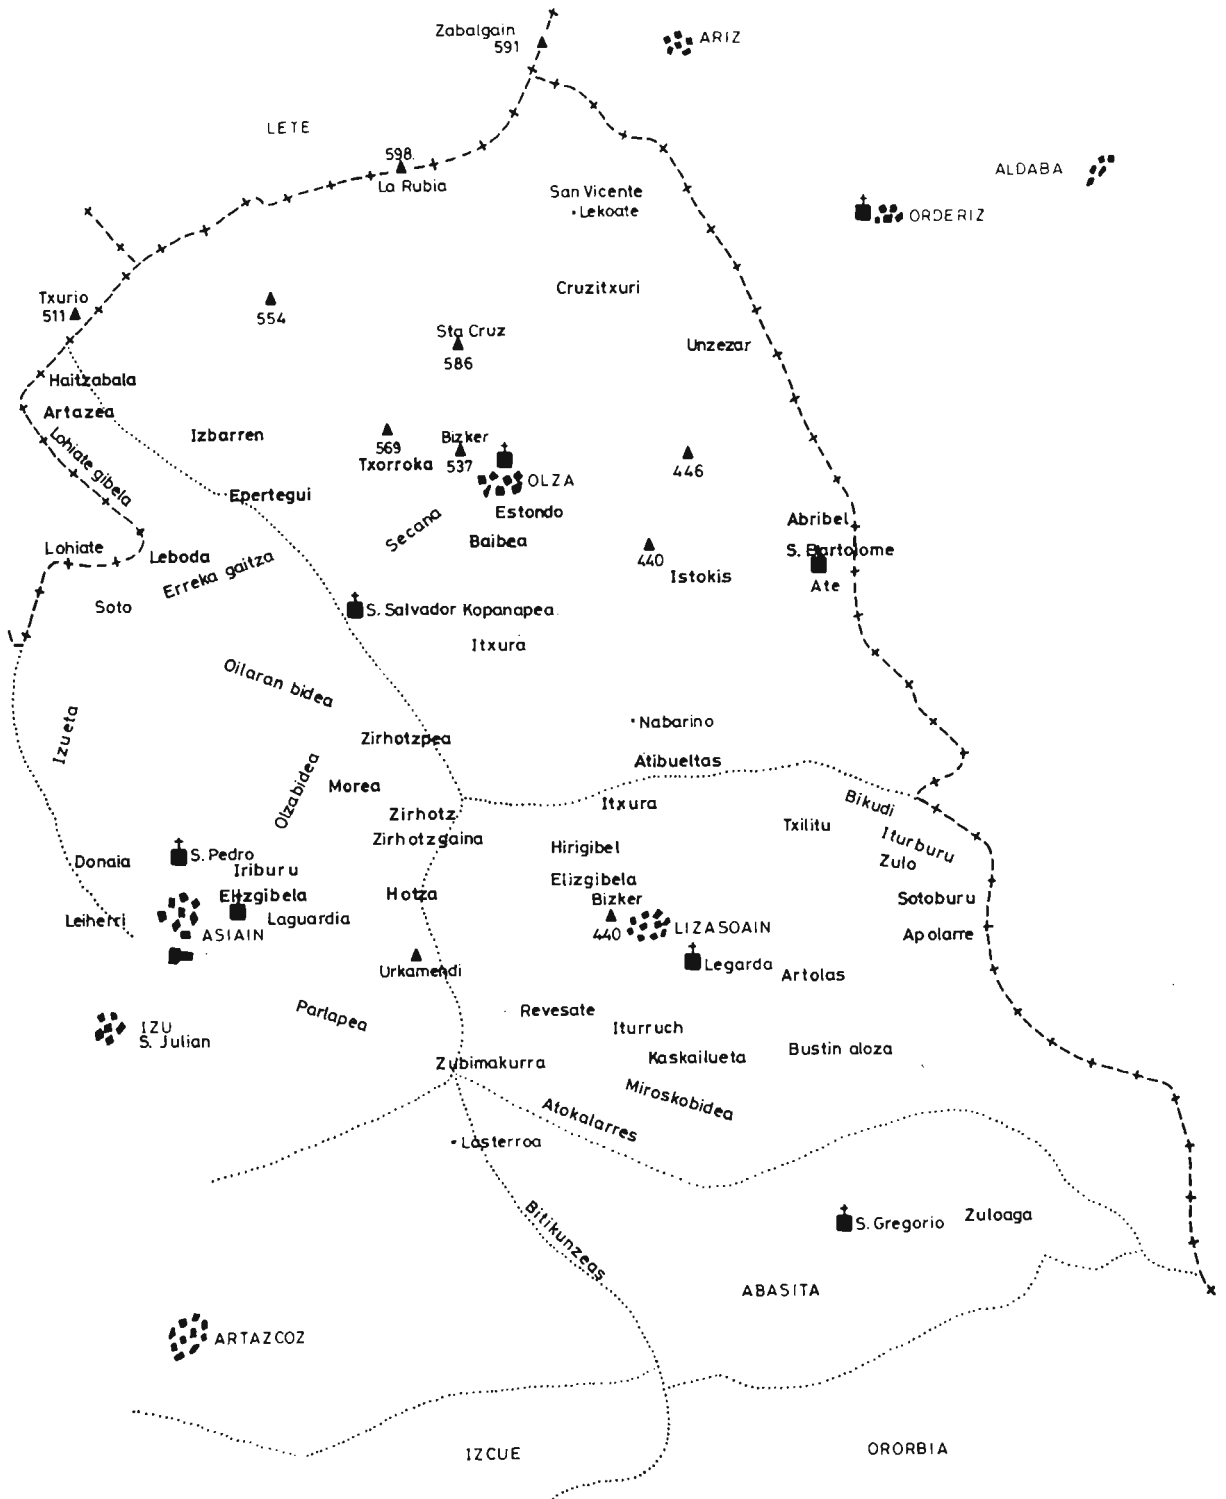 Zabalgain
591
ARIZ
LETE
598.
La Rubia
ALDABA
San Vicente
Lekoate
ORDERIZ
Cruzitxuri
Txurio
511
554
Sta Cruz
586
Unzezar
Haitzabala
Artazea
Lohiate gibela
Izbarren
569
Txorroka
Bizker
537
OLZA
446
Epertegui
Secana
Estondo
Baibea
Abribel
S. Bartolome
Ate
440
Istokis
Lohiate
Leboda
Erreka gaitza
Soto
S. Salvador Kopanapea
Itxura
Oilaran bidea
Izueta
Nabarino
Zirhotzpea
Atibueltas
Olzabidea
Morea
Itxura
Bikudi
Zirhotz
Zirhotzgaina
Txilitu
Iturburu
Zulo
Donaia
S. Pedro
Iriburu
Hirigibel
Elizgibela
Elizgibela
Hotza
Bizker
440
LIZASOAIN
Sotoburu
Leiherri
ASIAIN
Laguardia
Apolarre
Legarda
Artolas
Urkamendi
Parlapea
Revesate
Iturruch
IZU
S. Julian
Bustin aloza
Zubimakurra
Kaskailueta
Miroskobidea
Atokalarres
Losterroa
Bitikunzeas
S. Gregorio
Zuloaga
ABASITA
ARTAZCOZ
IZCUE
ORORBIA